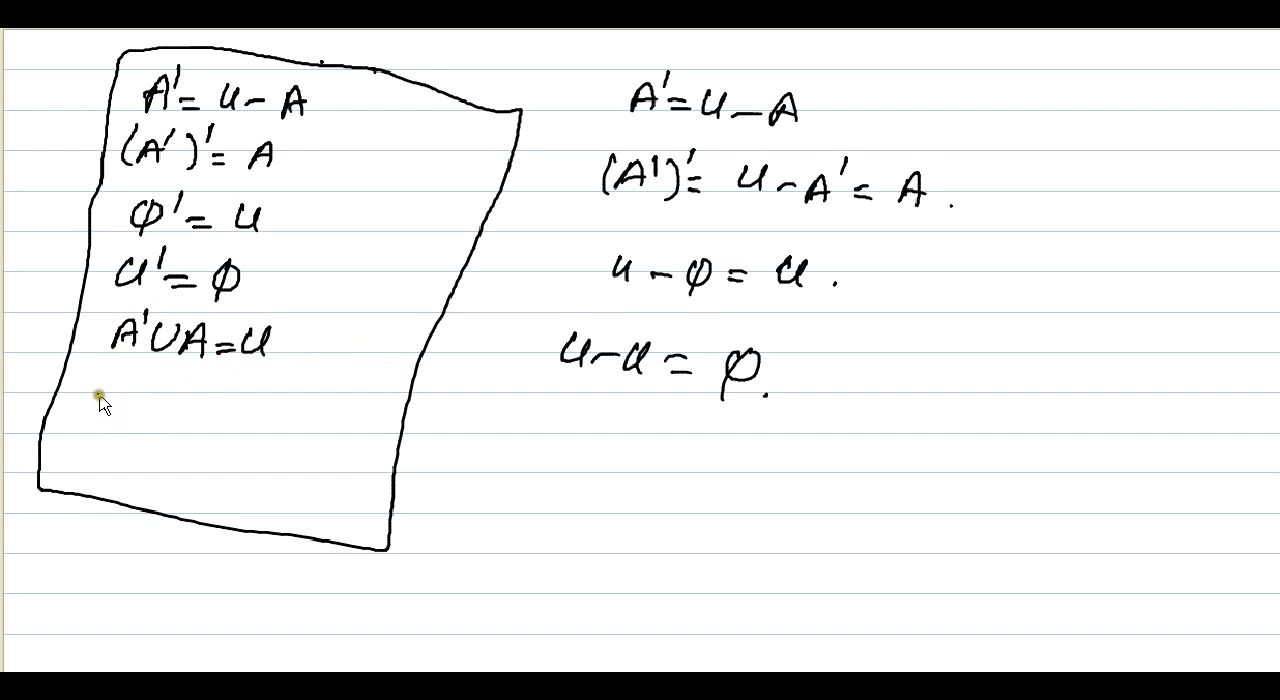 A' = U - A
(A')' = A
φ' = U
U' = φ
A' ∪ A = U
A' = U - A
(A')' = U - A' = A .
U - φ = U .
U - U = φ .